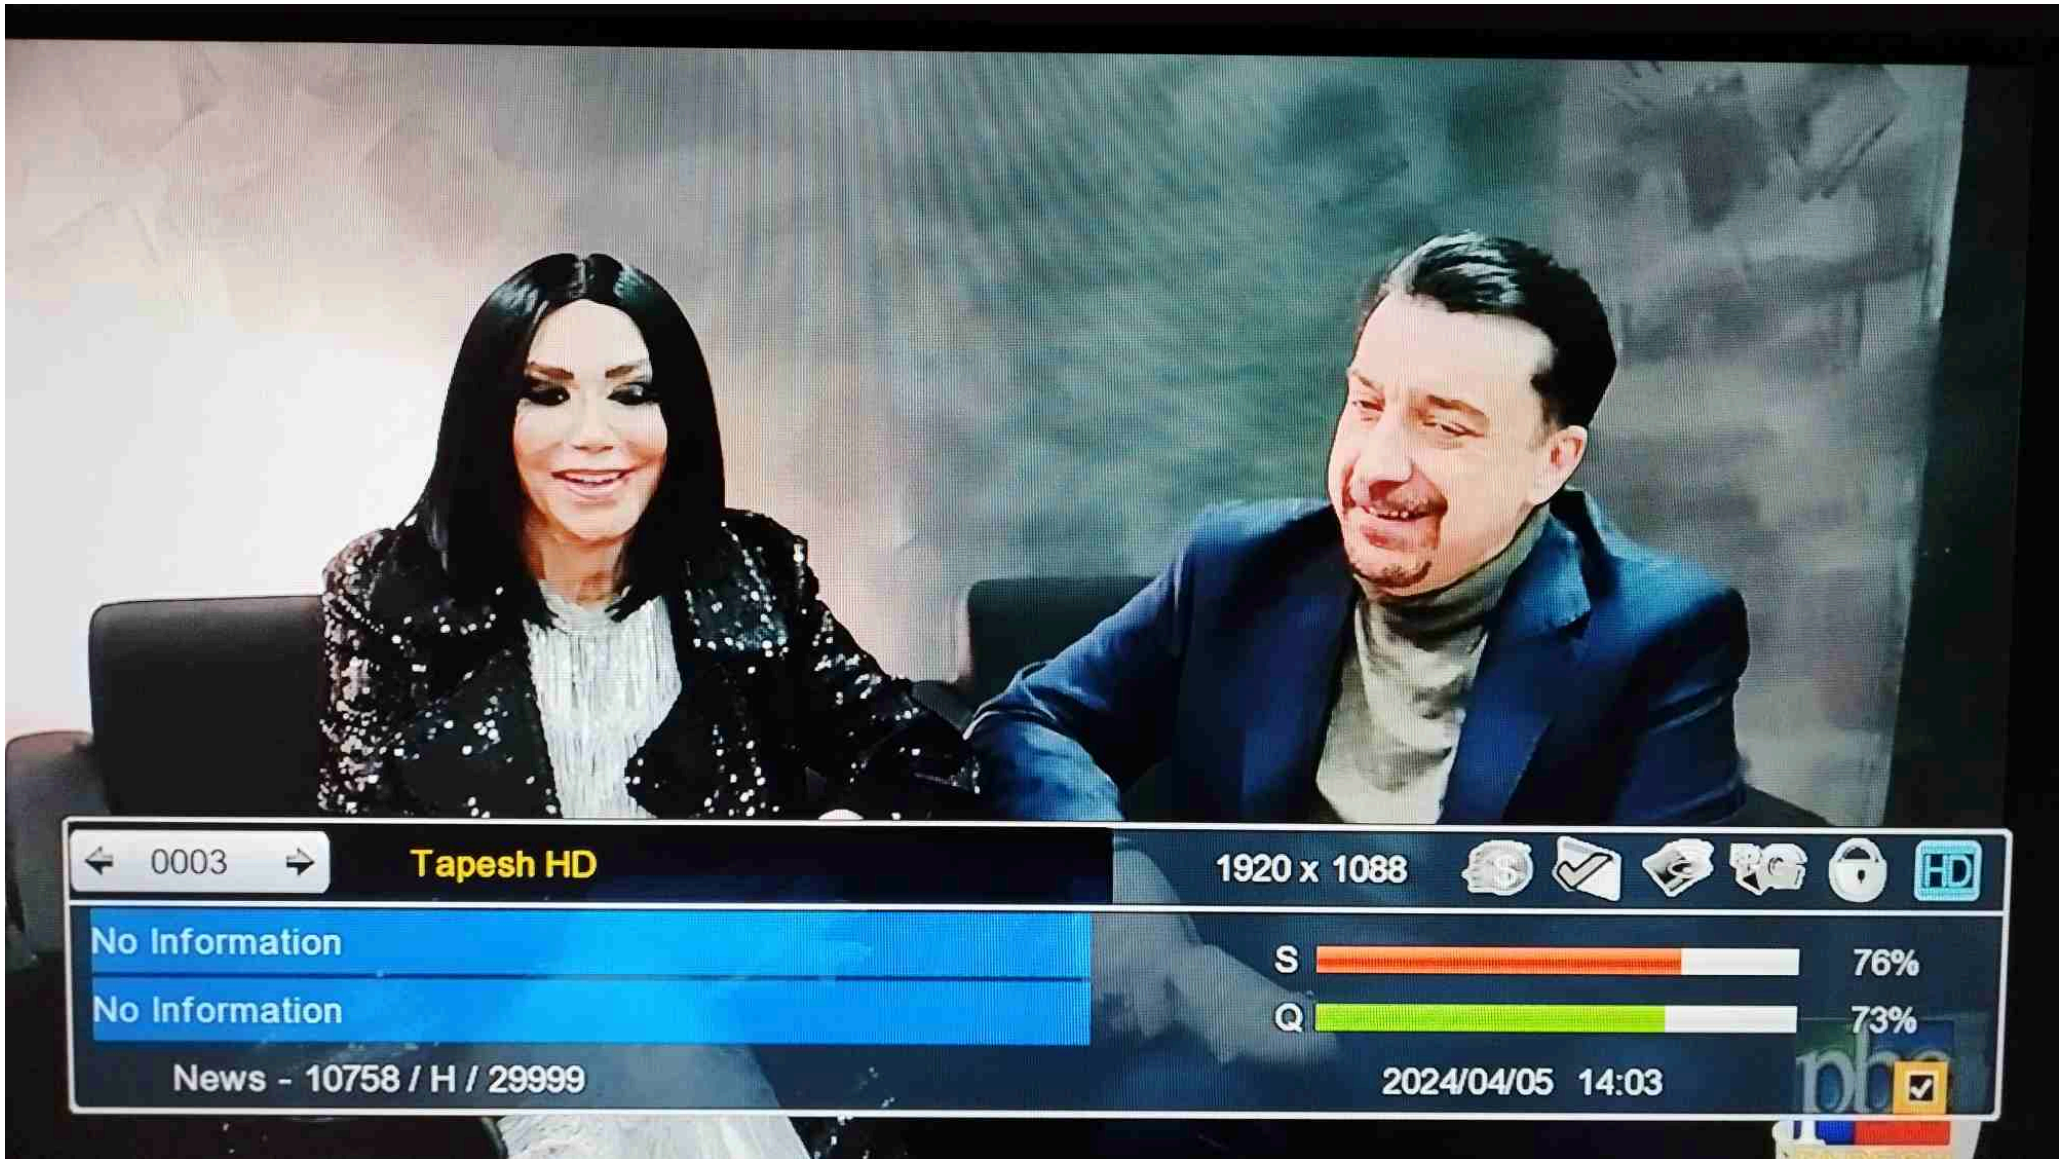 0003
Tapesh HD
1920 x 1088
HD
No Information
S 76%
No Information
Q 73%
News - 10758 / H / 29999
2024/04/05 14:03